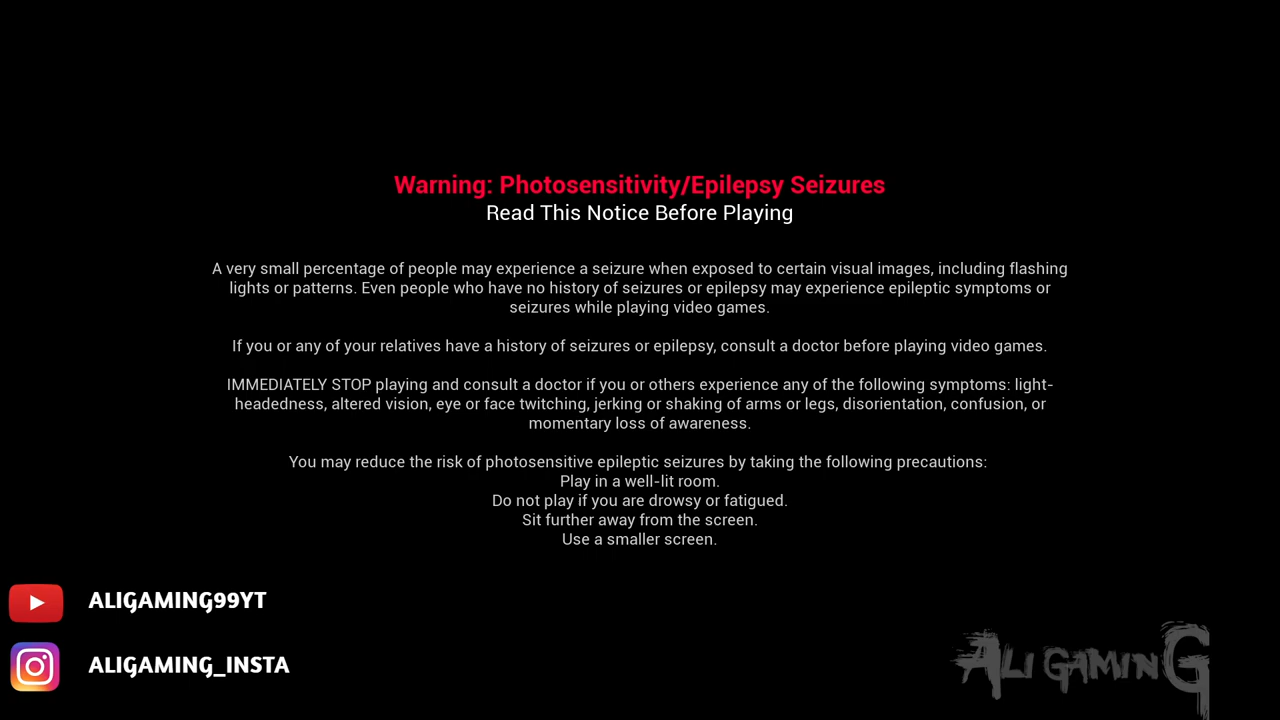 Warning: Photosensitivity/Epilepsy Seizures
Read This Notice Before Playing
A very small percentage of people may experience a seizure when exposed to certain visual images, including flashing
lights or patterns. Even people who have no history of seizures or epilepsy may experience epileptic symptoms or
seizures while playing video games.
If you or any of your relatives have a history of seizures or epilepsy, consult a doctor before playing video games.
IMMEDIATELY STOP playing and consult a doctor if you or others experience any of the following symptoms: light-
headedness, altered vision, eye or face twitching, jerking or shaking of arms or legs, disorientation, confusion, or
momentary loss of awareness.
You may reduce the risk of photosensitive epileptic seizures by taking the following precautions:
Play in a well-lit room.
Do not play if you are drowsy or fatigued.
Sit further away from the screen.
Use a smaller screen.
ALIGAMING99YT
ALIGAMING_INSTA
ALI GAMING